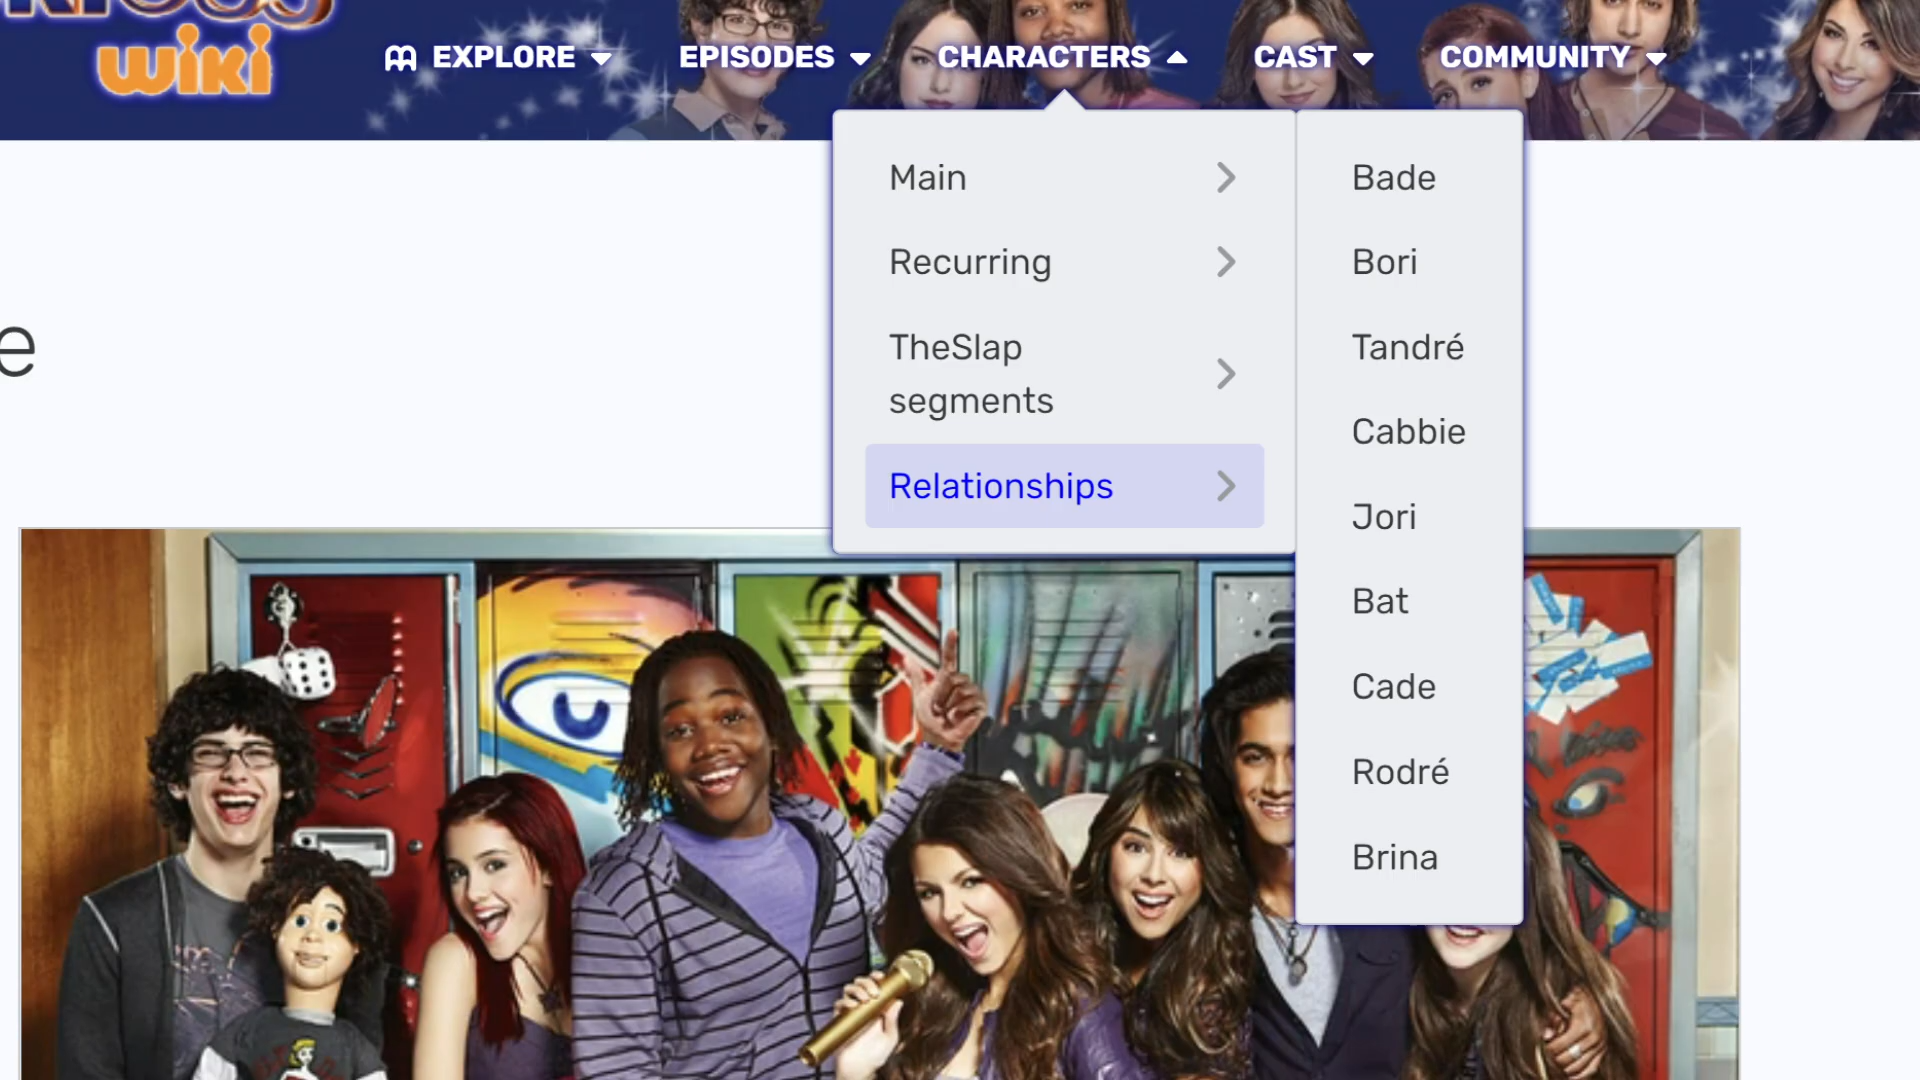 wiki
EXPLORE
EPISODES
CHARACTERS
CAST
COMMUNITY
Main
Recurring
TheSlap
segments
Relationships
Bade
Bori
Tandré
Cabbie
Jori
Bat
Cade
Rodré
Brina
e